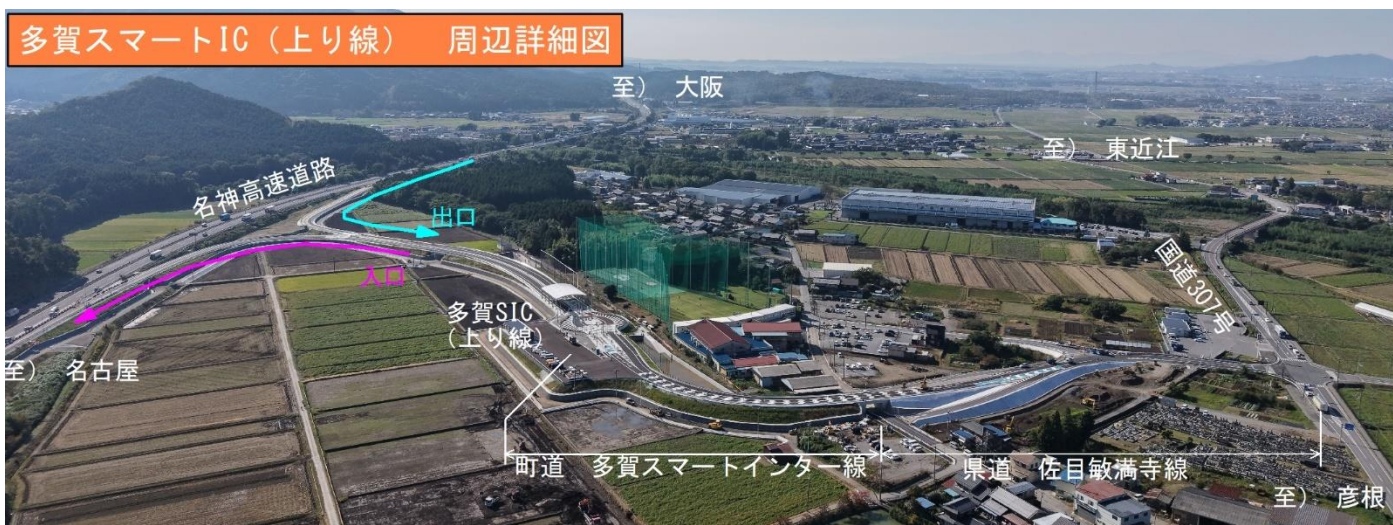 多賀スマートIC（上り線）　周辺詳細図
至）　大阪
至）　東近江
名神高速道路
出口
入口
国道307号
多賀SIC
（上り線）
至）　名古屋
町道　多賀スマートインター線
県道　佐目敏満寺線
至）　彦根